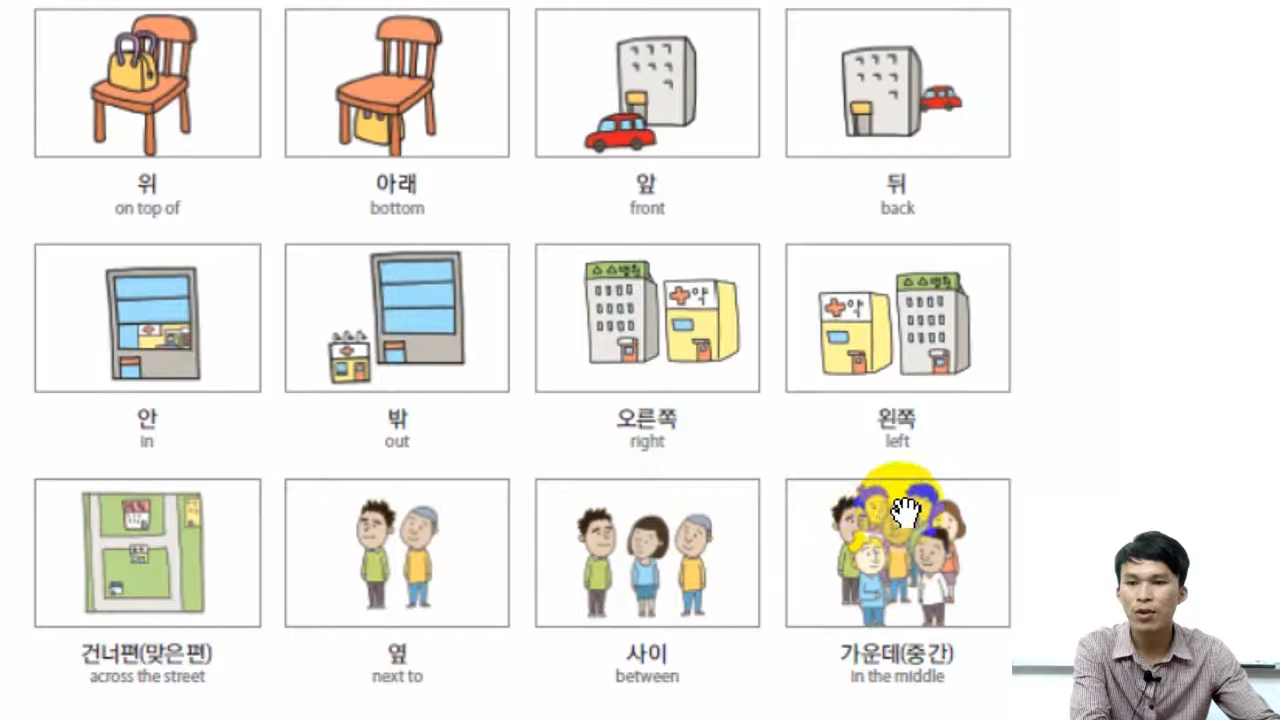 위
아래
앞
뒤
on top of
bottom
front
back
약
약
안
밖
오른쪽
왼쪽
in
out
right
left
건너편(맞은편)
옆
사이
가운데(중간)
across the street
next to
between
in the middle